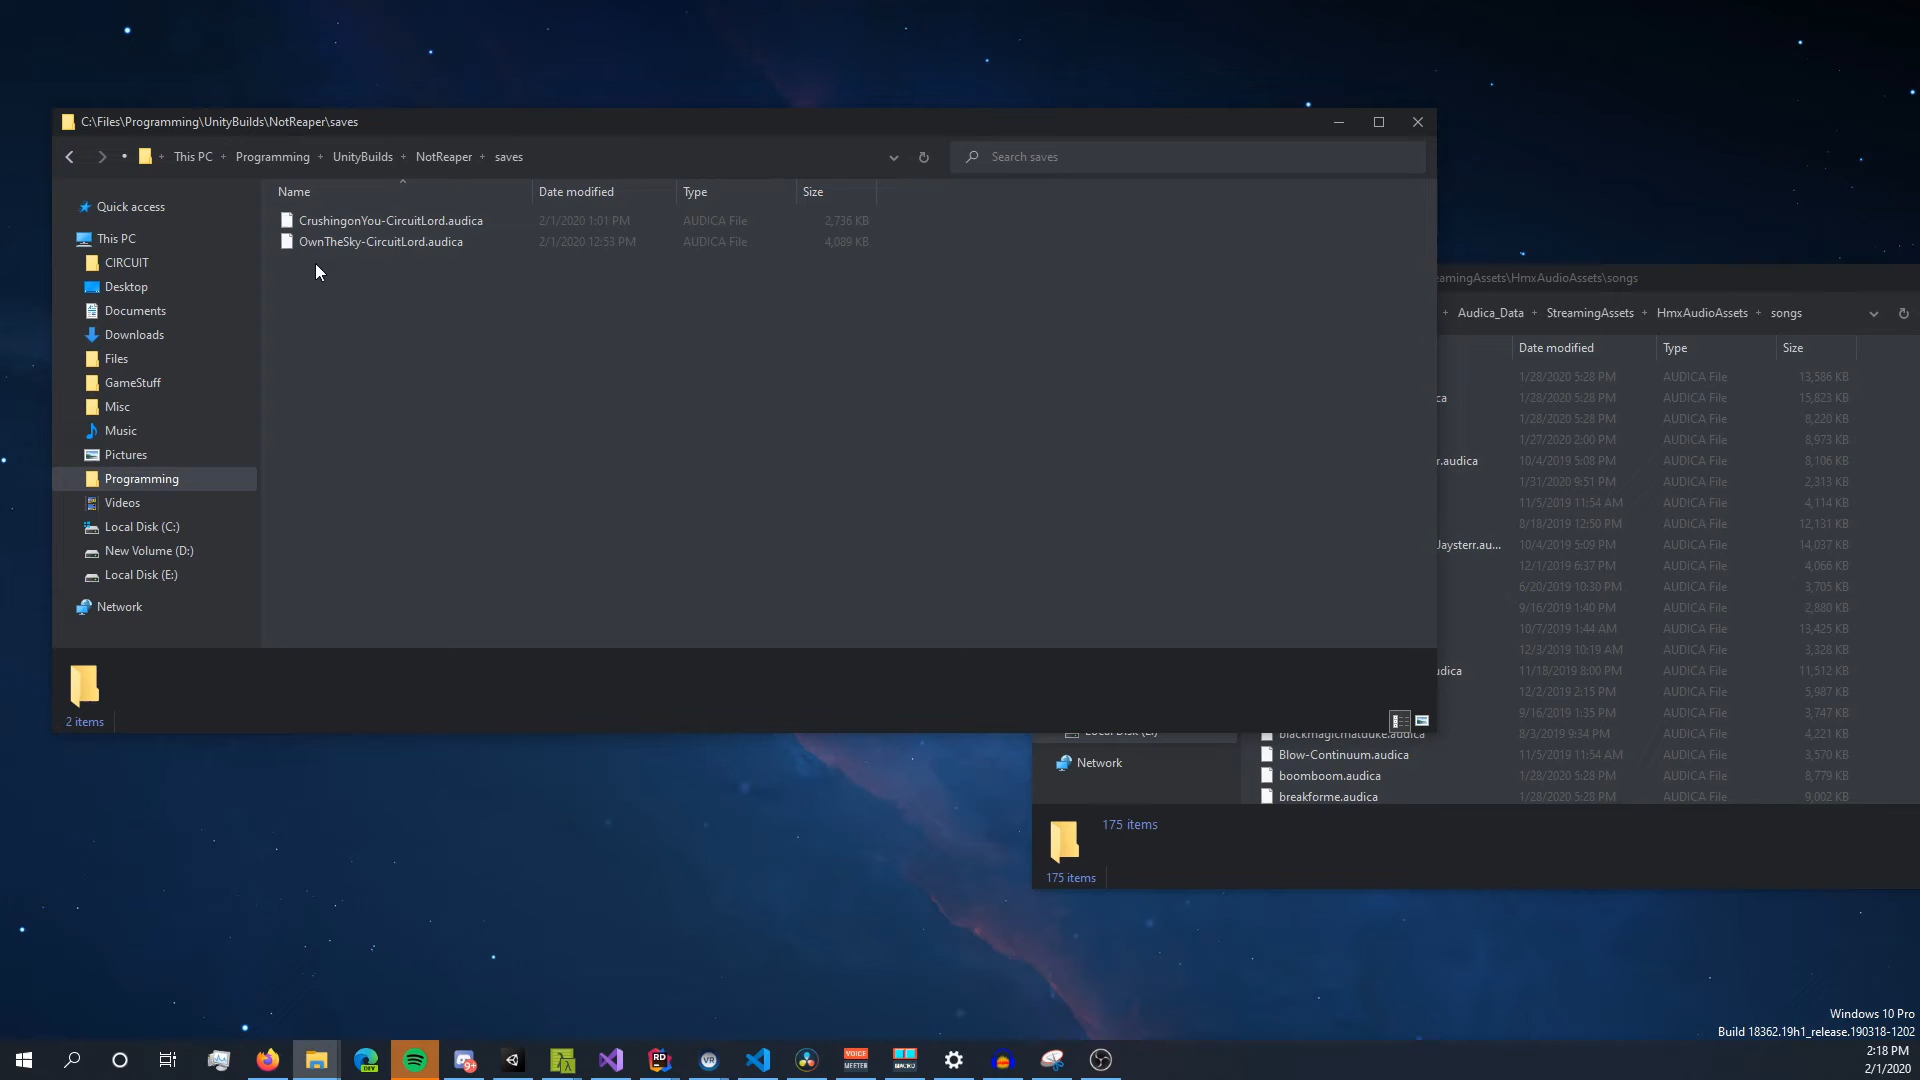 C:\Files\Programming\UnityBuilds\NotReaper\saves
This PC
Programming
UnityBuilds
NotReaper
saves
Search saves
Quick access
This PC
CIRCUIT
Desktop
Documents
Downloads
Files
GameStuff
Misc
Music
Pictures
Programming
Videos
Local Disk (C:)
New Volume (D:)
Local Disk (E:)
Network
Name Date modified Type Size
CrushingonYou-CircuitLord.audica 2/1/2020 1:01 PM AUDICA File 2,736 KB
OwnTheSky-CircuitLord.audica 2/1/2020 12:53 PM AUDICA File 4,089 KB
2 items
eamingAssets\HmxAudioAssets\songs
Audica_Data
StreamingAssets
HmxAudioAssets
songs
Date modified Type Size
1/28/2020 5:28 PM AUDICA File 13,586 KB
ca 1/28/2020 5:28 PM AUDICA File 15,823 KB
1/28/2020 5:28 PM AUDICA File 8,220 KB
1/27/2020 2:00 PM AUDICA File 8,973 KB
r.audica 10/4/2019 5:08 PM AUDICA File 8,106 KB
1/31/2020 9:51 PM AUDICA File 2,313 KB
11/5/2019 11:54 AM AUDICA File 4,114 KB
8/18/2019 12:50 PM AUDICA File 12,131 KB
Jaysterr.au... 10/4/2019 5:09 PM AUDICA File 14,037 KB
12/1/2019 6:37 PM AUDICA File 4,066 KB
6/20/2019 10:30 PM AUDICA File 3,705 KB
9/16/2019 1:40 PM AUDICA File 2,880 KB
10/7/2019 1:44 AM AUDICA File 13,425 KB
12/3/2019 10:19 AM AUDICA File 3,328 KB
udica 11/18/2019 8:00 PM AUDICA File 11,512 KB
12/2/2019 2:15 PM AUDICA File 5,987 KB
9/16/2019 1:35 PM AUDICA File 3,747 KB
blackmagicmatduke.audica 8/3/2019 9:34 PM AUDICA File 4,221 KB
Blow-Continuum.audica 11/5/2019 11:54 AM AUDICA File 3,570 KB
boomboom.audica 1/28/2020 5:28 PM AUDICA File 8,779 KB
breakforme.audica 1/28/2020 5:28 PM AUDICA File 9,002 KB
Network
175 items
175 items
Windows 10 Pro
Build 18362.19h1_release.190318-1202
2:18 PM
2/1/2020
DEV
9+
RD
VR
VOICE
MEETER
MACRO